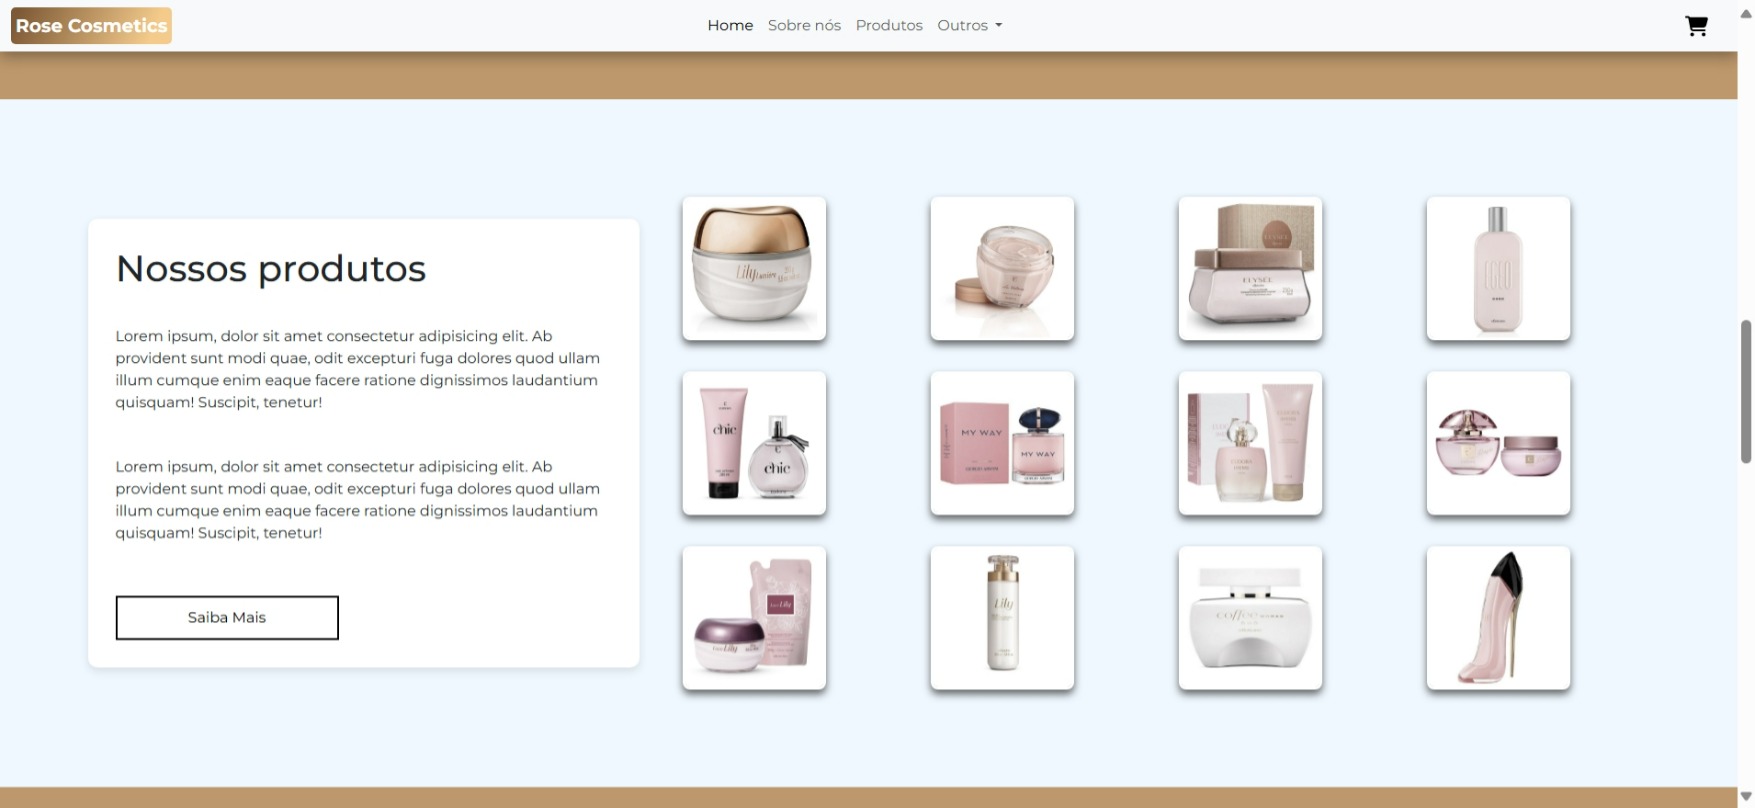 Rose Cosmetics
Home
Sobre nós
Produtos
Outros
Nossos produtos
Lorem ipsum, dolor sit amet consectetur adipisicing elit. Ab
provident sunt modi quae, odit excepturi fuga dolores quod ullam
illum cumque enim eaque facere ratione dignissimos laudantium
quisquam! Suscipit, tenetur!
Lorem ipsum, dolor sit amet consectetur adipisicing elit. Ab
provident sunt modi quae, odit excepturi fuga dolores quod ullam
illum cumque enim eaque facere ratione dignissimos laudantium
quisquam! Suscipit, tenetur!
Saiba Mais
Lily
ELYSEE
EGEO
chic
chic
MY WAY
MY WAY
Lily
Lily
Lily
coffee